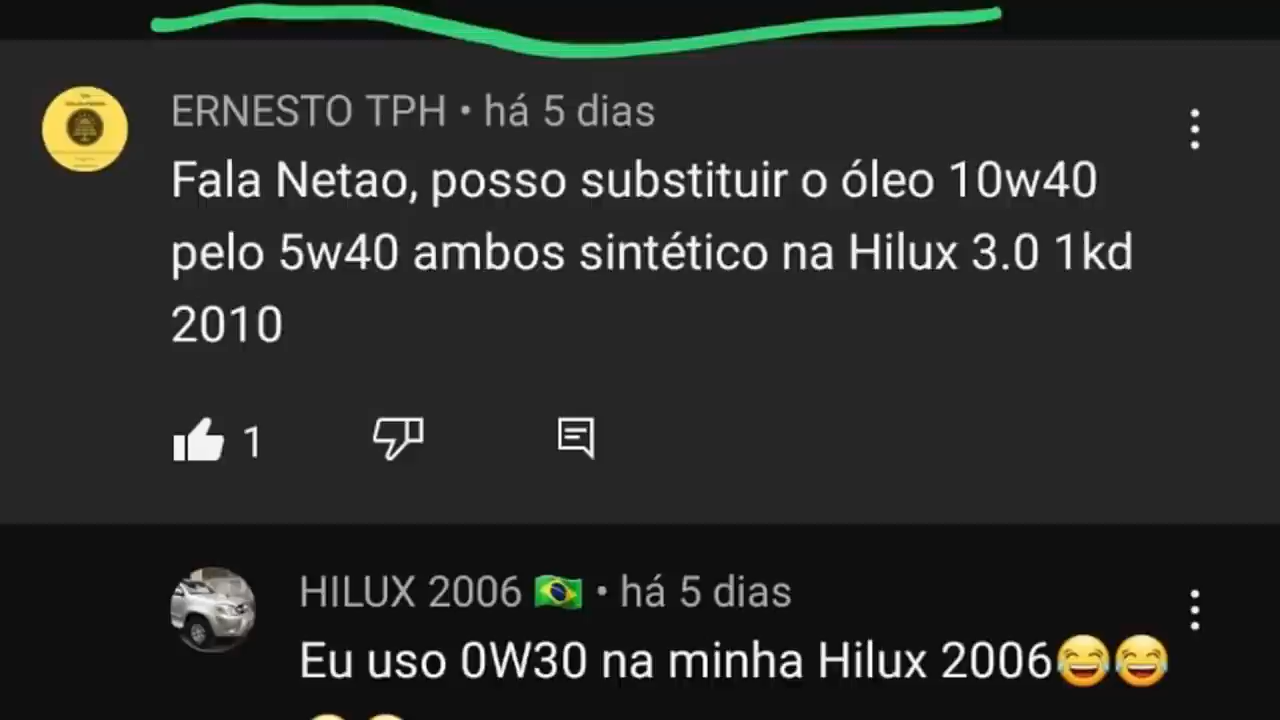 ERNESTO TPH • há 5 dias
Fala Netao, posso substituir o óleo 10w40
pelo 5w40 ambos sintético na Hilux 3.0 1kd
2010
1
HILUX 2006 🇧🇷 • há 5 dias
Eu uso 0W30 na minha Hilux 2006😂😂